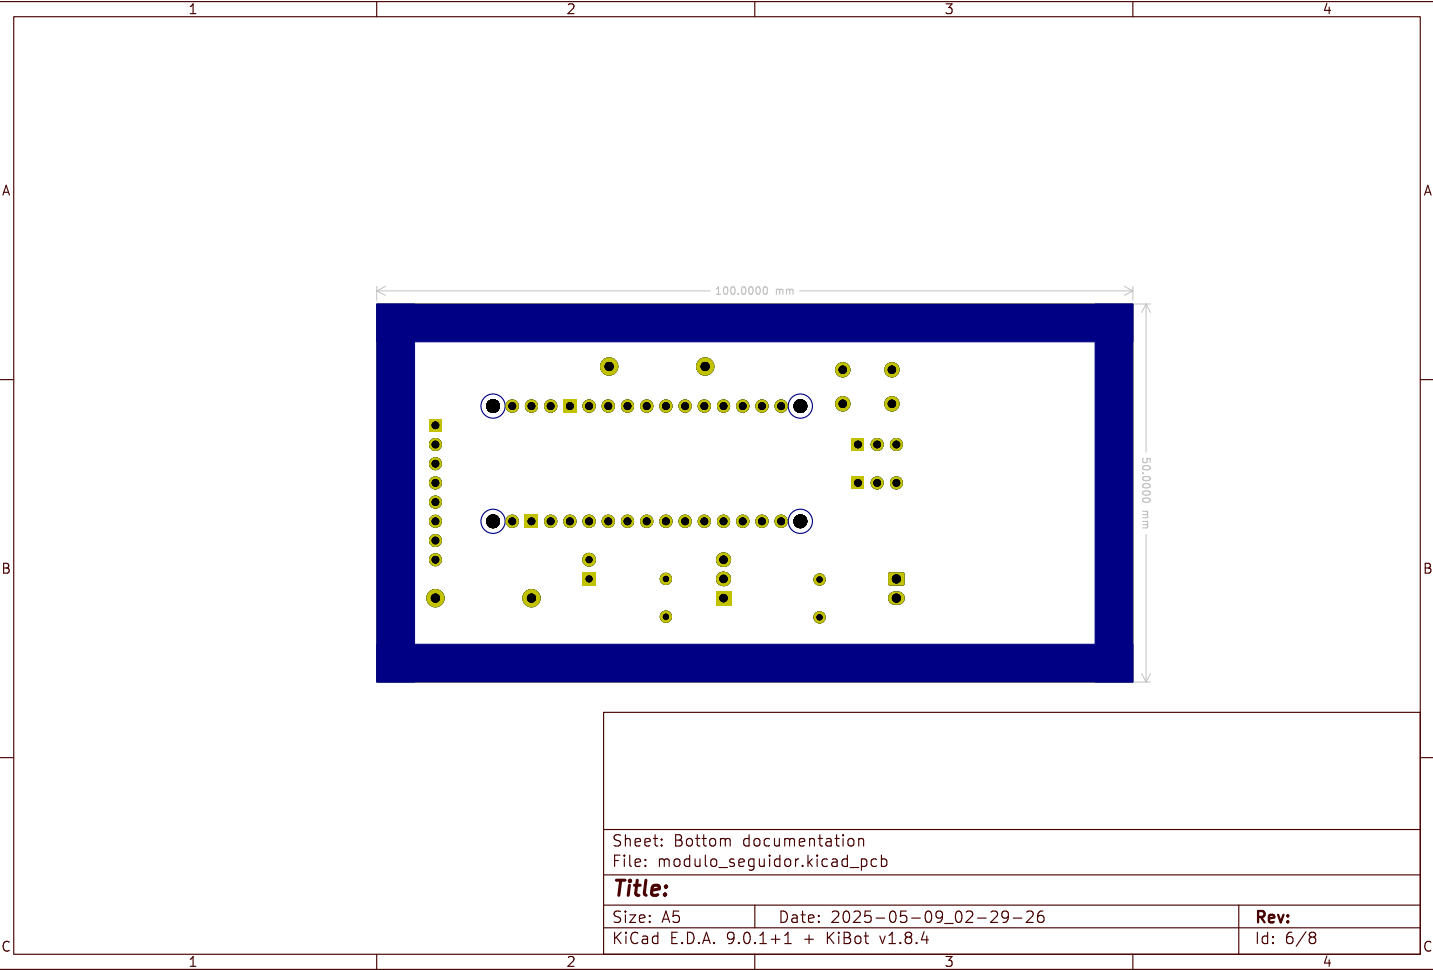 1 2 3 4
A A
100.0000 mm
50.0000 mm
B B
Sheet: Bottom documentation
File: modulo_seguidor.kicad_pcb
Title:
Size: A5 Date: 2025-05-09_02-29-26 Rev:
KiCad E.D.A. 9.0.1+1 + KiBot v1.8.4 Id: 6/8
C C
1 2 3 4